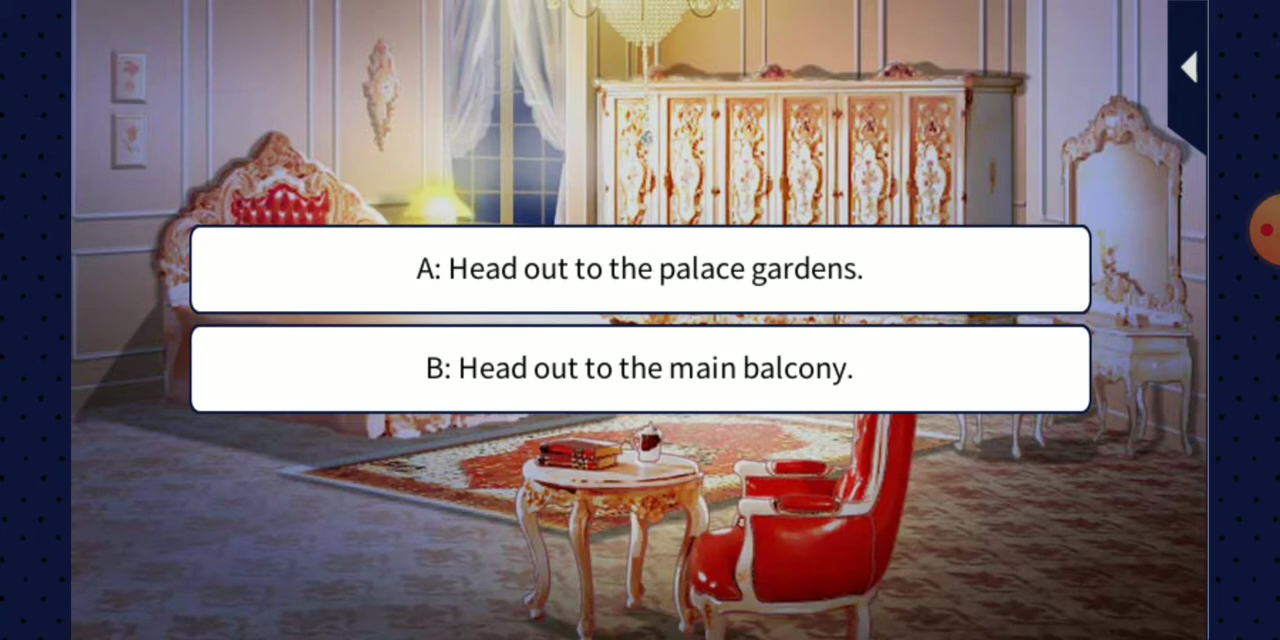 A: Head out to the palace gardens.
B: Head out to the main balcony.